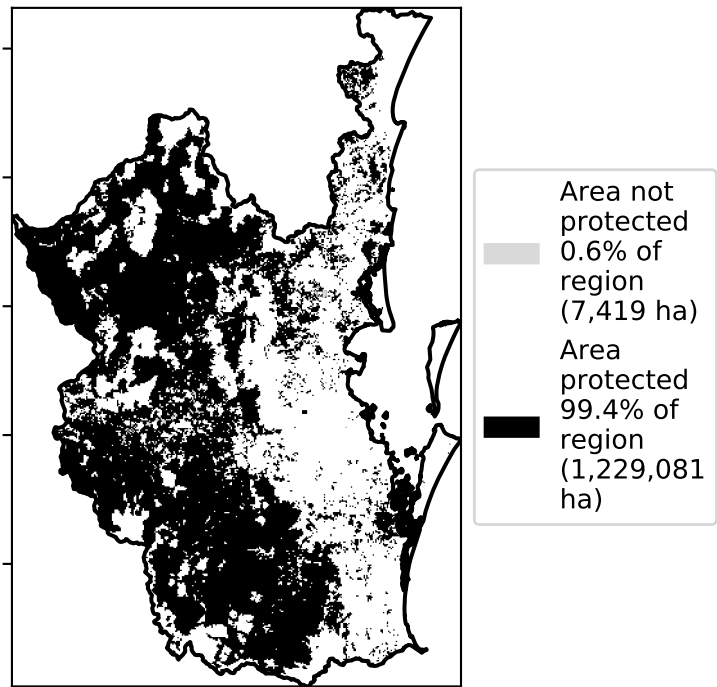 Area not
protected
0.6% of
region
(7,419 ha)
Area
protected
99.4% of
region
(1,229,081
ha)